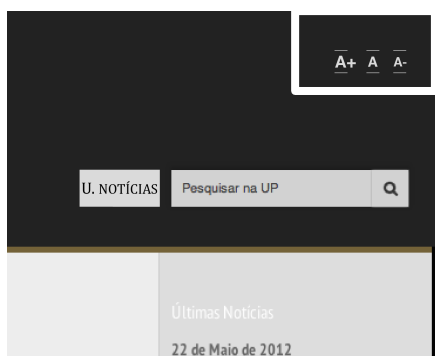 A+ A A-
U. NOTÍCIAS
Pesquisar na UP
Últimas Notícias
22 de Maio de 2012